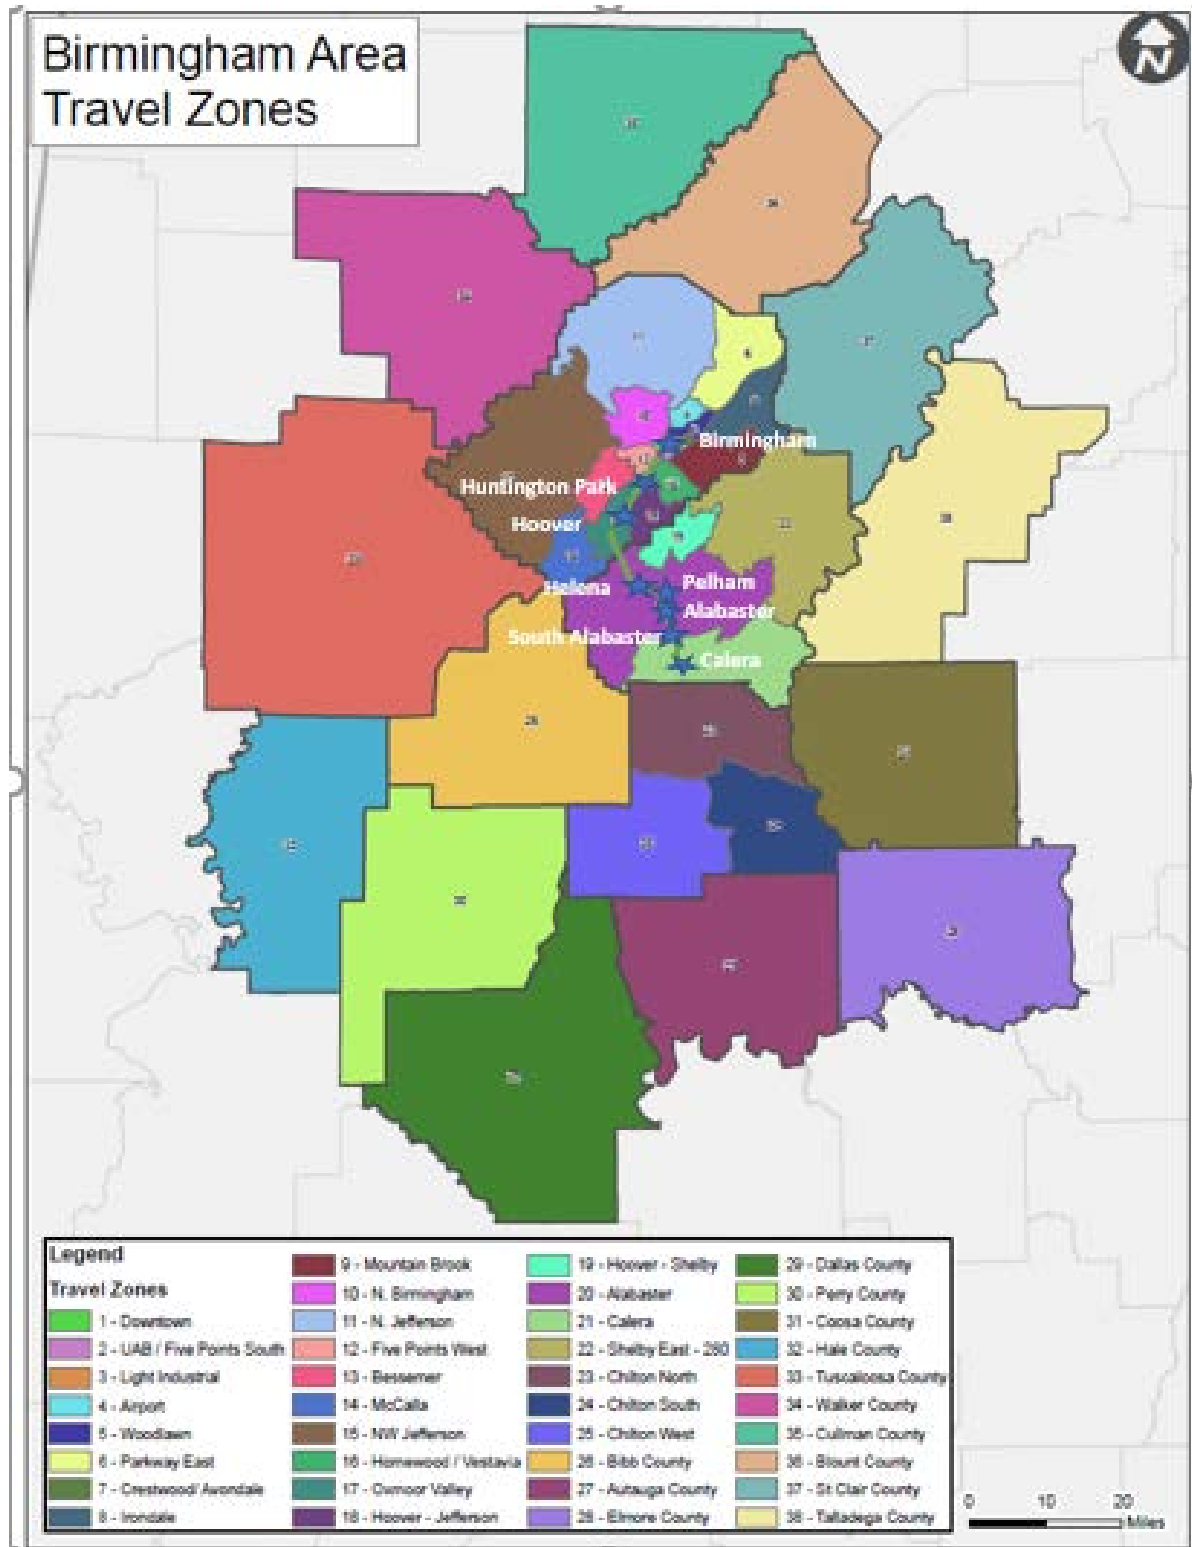 Birmingham Area
Travel Zones
N
Birmingham
Huntington Park
Hoover
Helena
Pelham
Alabaster
South Alabaster
Calera
Legend
Travel Zones
1 - Downtown
2 - UAB / Five Points South
3 - Light Industrial
4 - Airport
5 - Woodlawn
6 - Parkway East
7 - Crestwood/ Avondale
8 - Irondale
9 - Mountain Brook
10 - N. Birmingham
11 - N. Jefferson
12 - Five Points West
13 - Bessemer
14 - McCalla
15 - NW Jefferson
16 - Homewood / Vestavia
17 - Oxmoor Valley
18 - Hoover - Jefferson
19 - Hoover - Shelby
20 - Alabaster
21 - Calera
22 - Shelby East - 280
23 - Chilton North
24 - Chilton South
25 - Chilton West
26 - Bibb County
27 - Autauga County
28 - Elmore County
29 - Dallas County
30 - Perry County
31 - Coosa County
32 - Hale County
33 - Tuscaloosa County
34 - Walker County
35 - Cullman County
36 - Blount County
37 - St Clair County
38 - Talladega County
0 10 20
Miles